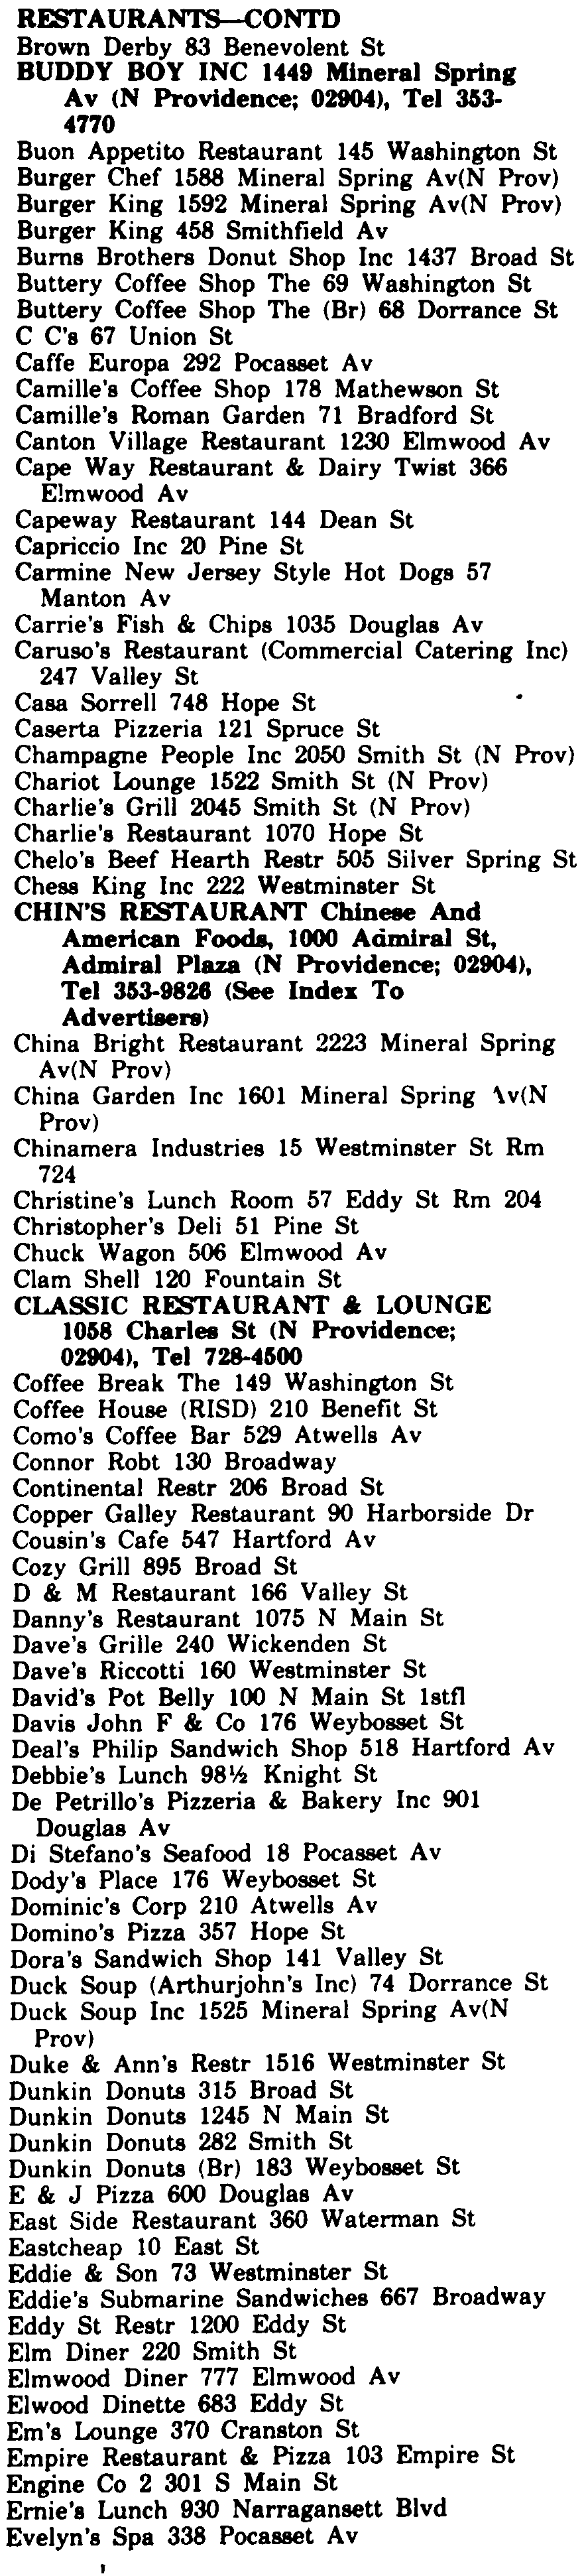 RESTAURANTS—CONTD
Brown Derby 83 Benevolent St
BUDDY BOY INC 1449 Mineral Spring
Av (N Providence; 02904), Tel 353-
4770
Buon Appetito Restaurant 145 Washington St
Burger Chef 1588 Mineral Spring Av(N Prov)
Burger King 1592 Mineral Spring Av(N Prov)
Burger King 458 Smithfield Av
Burns Brothers Donut Shop Inc 1437 Broad St
Buttery Coffee Shop The 69 Washington St
Buttery Coffee Shop The (Br) 68 Dorrance St
C C's 67 Union St
Caffe Europa 292 Pocasset Av
Camille's Coffee Shop 178 Mathewson St
Camille's Roman Garden 71 Bradford St
Canton Village Restaurant 1230 Elmwood Av
Cape Way Restaurant & Dairy Twist 366
Elmwood Av
Capeway Restaurant 144 Dean St
Capriccio Inc 20 Pine St
Carmine New Jersey Style Hot Dogs 57
Manton Av
Carrie's Fish & Chips 1035 Douglas Av
Caruso's Restaurant (Commercial Catering Inc)
247 Valley St
Casa Sorrell 748 Hope St
Caserta Pizzeria 121 Spruce St
Champagne People Inc 2050 Smith St (N Prov)
Chariot Lounge 1522 Smith St (N Prov)
Charlie's Grill 2045 Smith St (N Prov)
Charlie's Restaurant 1070 Hope St
Chelo's Beef Hearth Restr 505 Silver Spring St
Chess King Inc 222 Westminster St
CHIN'S RESTAURANT Chinese And
American Foods, 1000 Admiral St,
Admiral Plaza (N Providence; 02904),
Tel 353-9826 (See Index To
Advertisers)
China Bright Restaurant 2223 Mineral Spring
Av(N Prov)
China Garden Inc 1601 Mineral Spring Av(N
Prov)
Chinamera Industries 15 Westminster St Rm
724
Christine's Lunch Room 57 Eddy St Rm 204
Christopher's Deli 51 Pine St
Chuck Wagon 506 Elmwood Av
Clam Shell 120 Fountain St
CLASSIC RESTAURANT & LOUNGE
1058 Charles St (N Providence;
02904), Tel 728-4500
Coffee Break The 149 Washington St
Coffee House (RISD) 210 Benefit St
Como's Coffee Bar 529 Atwells Av
Connor Robt 130 Broadway
Continental Restr 206 Broad St
Copper Galley Restaurant 90 Harborside Dr
Cousin's Cafe 547 Hartford Av
Cozy Grill 895 Broad St
D & M Restaurant 166 Valley St
Danny's Restaurant 1075 N Main St
Dave's Grille 240 Wickenden St
Dave's Riccotti 160 Westminster St
David's Pot Belly 100 N Main St 1stfl
Davis John F & Co 176 Weybosset St
Deal's Philip Sandwich Shop 518 Hartford Av
Debbie's Lunch 98½ Knight St
De Petrillo's Pizzeria & Bakery Inc 901
Douglas Av
Di Stefano's Seafood 18 Pocasset Av
Dody's Place 176 Weybosset St
Dominic's Corp 210 Atwells Av
Domino's Pizza 357 Hope St
Dora's Sandwich Shop 141 Valley St
Duck Soup (Arthurjohn's Inc) 74 Dorrance St
Duck Soup Inc 1525 Mineral Spring Av(N
Prov)
Duke & Ann's Restr 1516 Westminster St
Dunkin Donuts 315 Broad St
Dunkin Donuts 1245 N Main St
Dunkin Donuts 282 Smith St
Dunkin Donuts (Br) 183 Weybosset St
E & J Pizza 600 Douglas Av
East Side Restaurant 360 Waterman St
Eastcheap 10 East St
Eddie & Son 73 Westminster St
Eddie's Submarine Sandwiches 667 Broadway
Eddy St Restr 1200 Eddy St
Elm Diner 220 Smith St
Elmwood Diner 777 Elmwood Av
Elwood Dinette 683 Eddy St
Em's Lounge 370 Cranston St
Empire Restaurant & Pizza 103 Empire St
Engine Co 2 301 S Main St
Ernie's Lunch 930 Narragansett Blvd
Evelyn's Spa 338 Pocasset Av